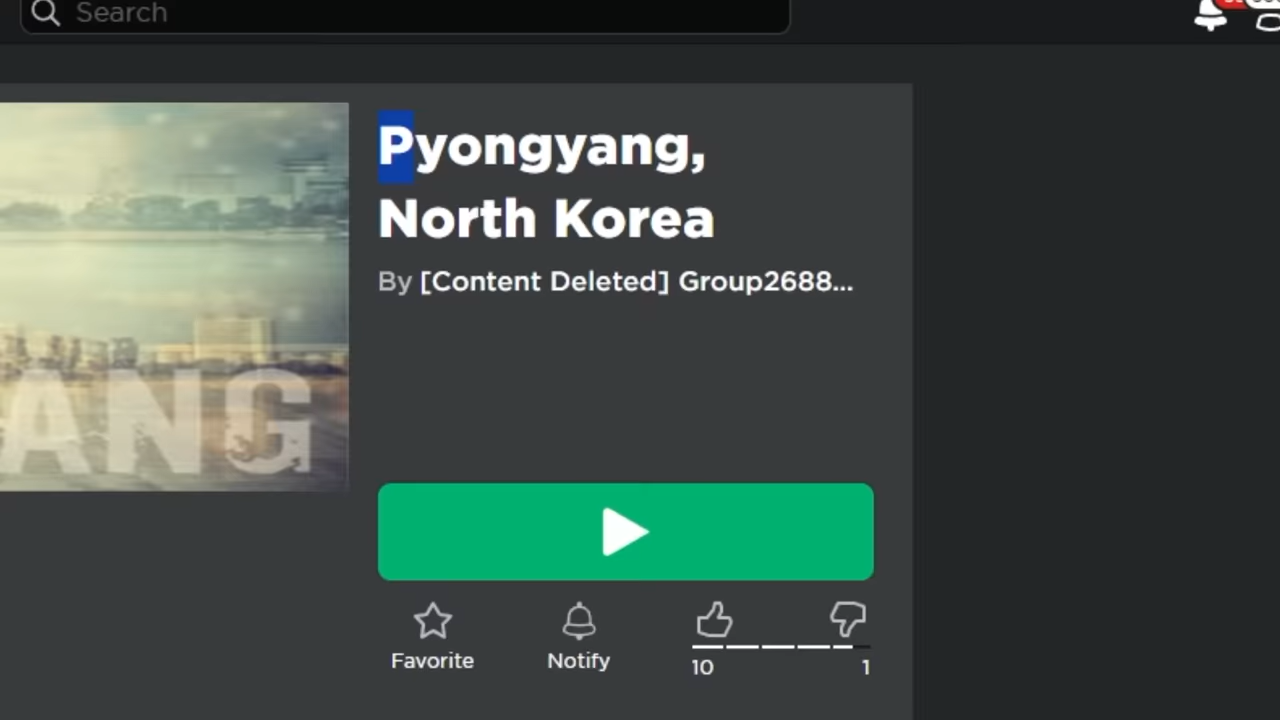 Search
Pyongyang,
North Korea
By [Content Deleted] Group2688...
ANG
Favorite
Notify
10
1